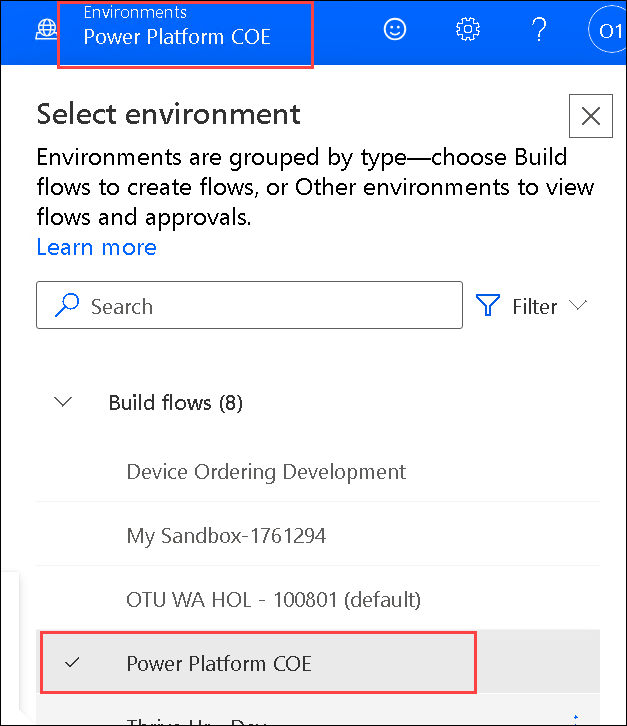 Environments
Power Platform COE
?
O1
Select environment
Environments are grouped by type—choose Build
flows to create flows, or Other environments to view
flows and approvals.
Learn more
Search
Filter
Build flows (8)
Device Ordering Development
My Sandbox-1761294
OTU WA HOL - 100801 (default)
Power Platform COE